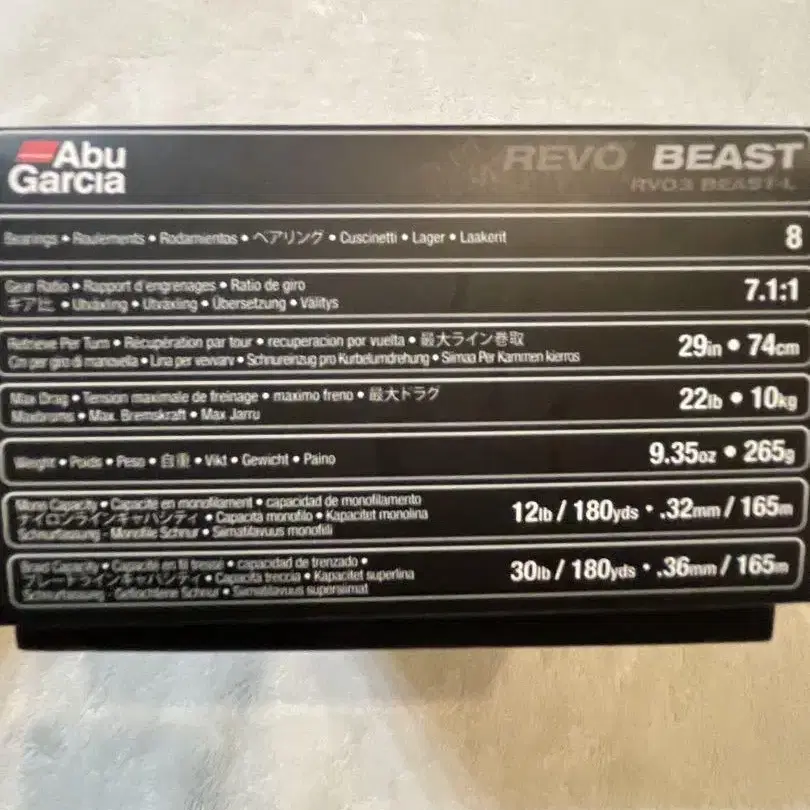 Abu
Garcia
REVO BEAST
RVO3 BEAST-L
Bearings • Roulements • Rodamientos • ベアリング • Cuscinetti • Lager • Laakerit
8
Gear Ratio • Rapport d'engrenages • Ratio de giro
ギア比 • Utväxling • Utväxling • Übersetzung • Välitys
7.1:1
Retrieve Per Turn • Récupération par tour • recuperacion por vuelta • 最大ライン巻取
Cm per giro di manovella • Lina per vevvarv • Schnureinzug pro Kurbelumdrehung • Siimaa Per Kammen kierros
29in • 74cm
Max Drag • Tension maximale de freinage • maximo freno • 最大ドラグ
Maxbroms • Max. Bremskraft • Max Jarru
22lb • 10kg
Weight • Poids • Peso • 自重 • Vikt • Gewicht • Paino
9.35oz • 265g
Mono Capacity • Capacité en monofilament • capacidad de monofilamento
ナイロンラインキャパシティ • Capacita monofilo • Kapacitet monolina
Schnurfassung - Monofile Schnur • Siimatilavuus monofiili
12lb / 180yds • .32mm / 165m
Braid Capacity • Capacité en fil tressé • capacidad de trenzado •
ブレードラインキャパシティ • Capacita treccia • Kapacitet superlina
Schnurfassung - Geflochtene Schnur • Siimatilavuus superslimat
30lb / 180yds • .36mm / 165m